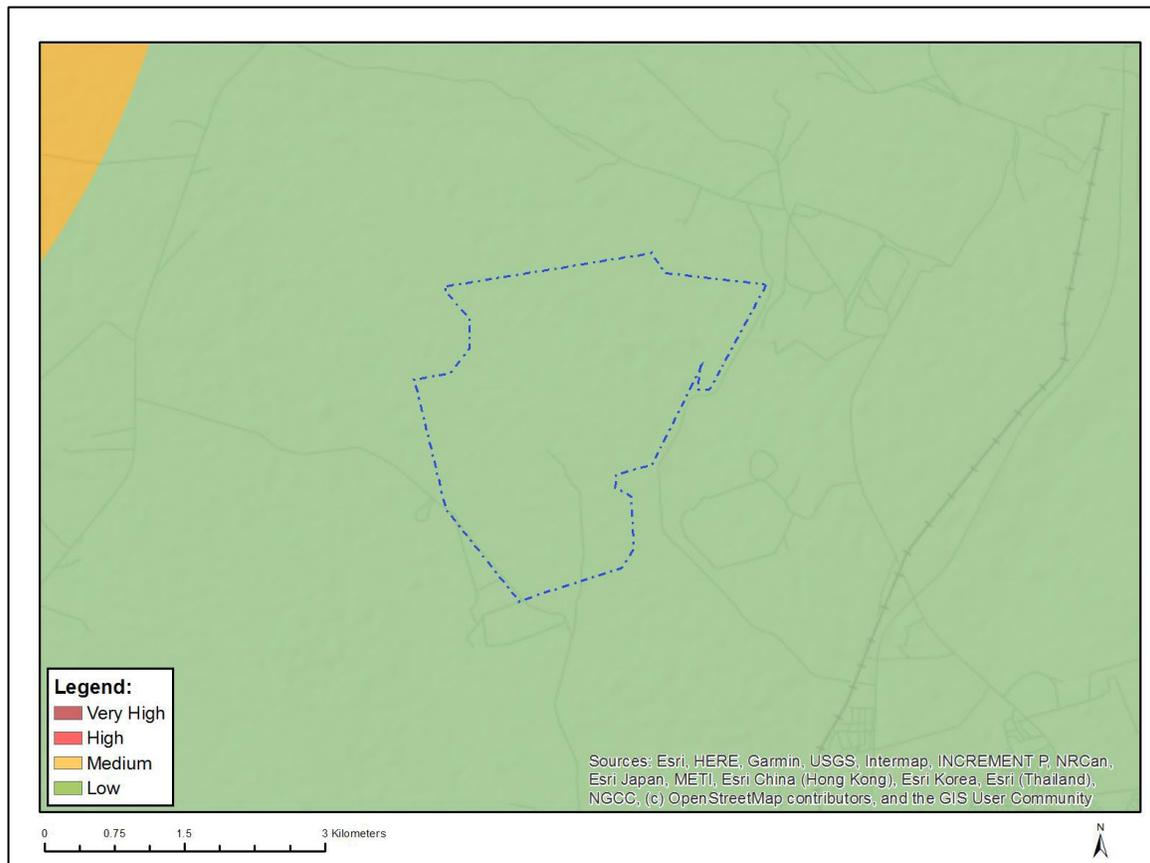 Legend:
Very High
High
Medium
Low
Sources: Esri, HERE, Garmin, USGS, Intermap, INCREMENT P, NRCan,
Esri Japan, METI, Esri China (Hong Kong), Esri Korea, Esri (Thailand),
NGCC, (c) OpenStreetMap contributors, and the GIS User Community
0 0.75 1.5 3 Kilometers
N